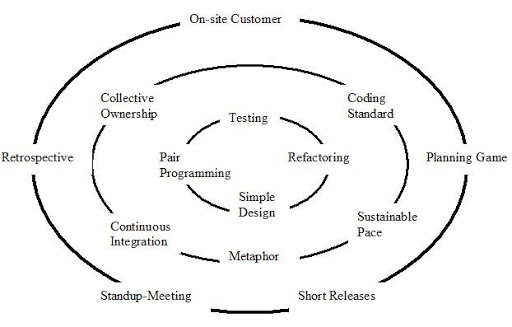 On-site Customer
Collective
Ownership
Coding
Standard
Testing
Retrospective
Pair
Programming
Refactoring
Planning Game
Simple
Design
Continuous
Integration
Sustainable
Pace
Metaphor
Standup-Meeting
Short Releases